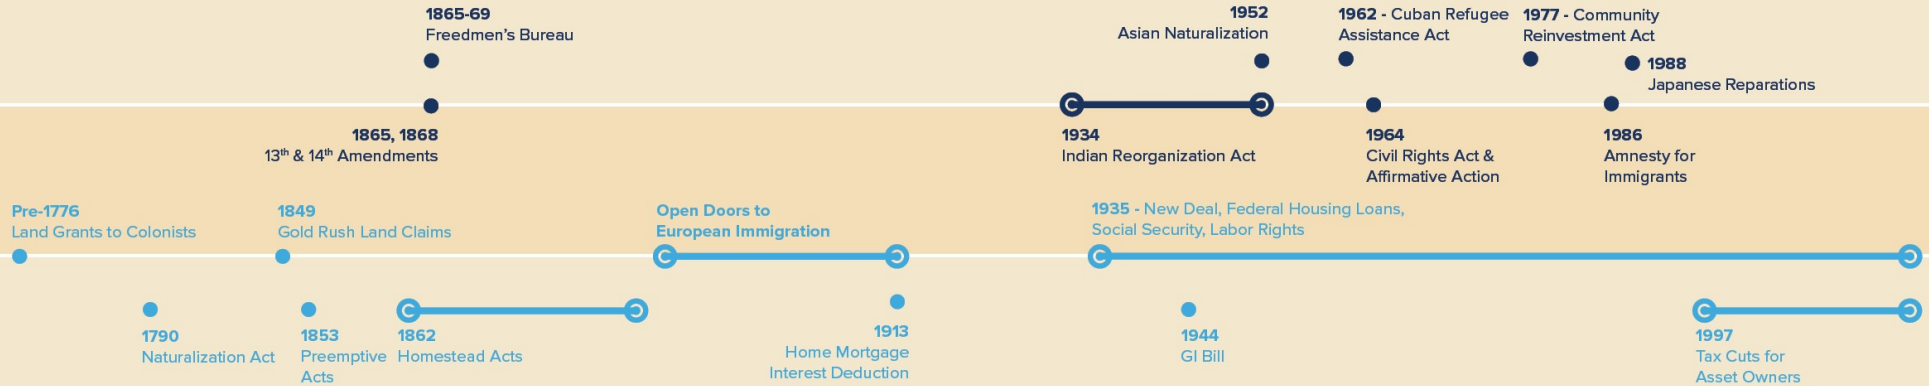 1865-69
Freedmen's Bureau
1952
Asian Naturalization
1962 - Cuban Refugee
Assistance Act
1977 - Community
Reinvestment Act
1988
Japanese Reparations
1865, 1868
13th & 14th Amendments
1934
Indian Reorganization Act
1964
Civil Rights Act &
Affirmative Action
1986
Amnesty for
Immigrants
Pre-1776
Land Grants to Colonists
1849
Gold Rush Land Claims
Open Doors to
European Immigration
1935 - New Deal, Federal Housing Loans,
Social Security, Labor Rights
1790
Naturalization Act
1853
Preemptive
Acts
1862
Homestead Acts
1913
Home Mortgage
Interest Deduction
1944
GI Bill
1997
Tax Cuts for
Asset Owners